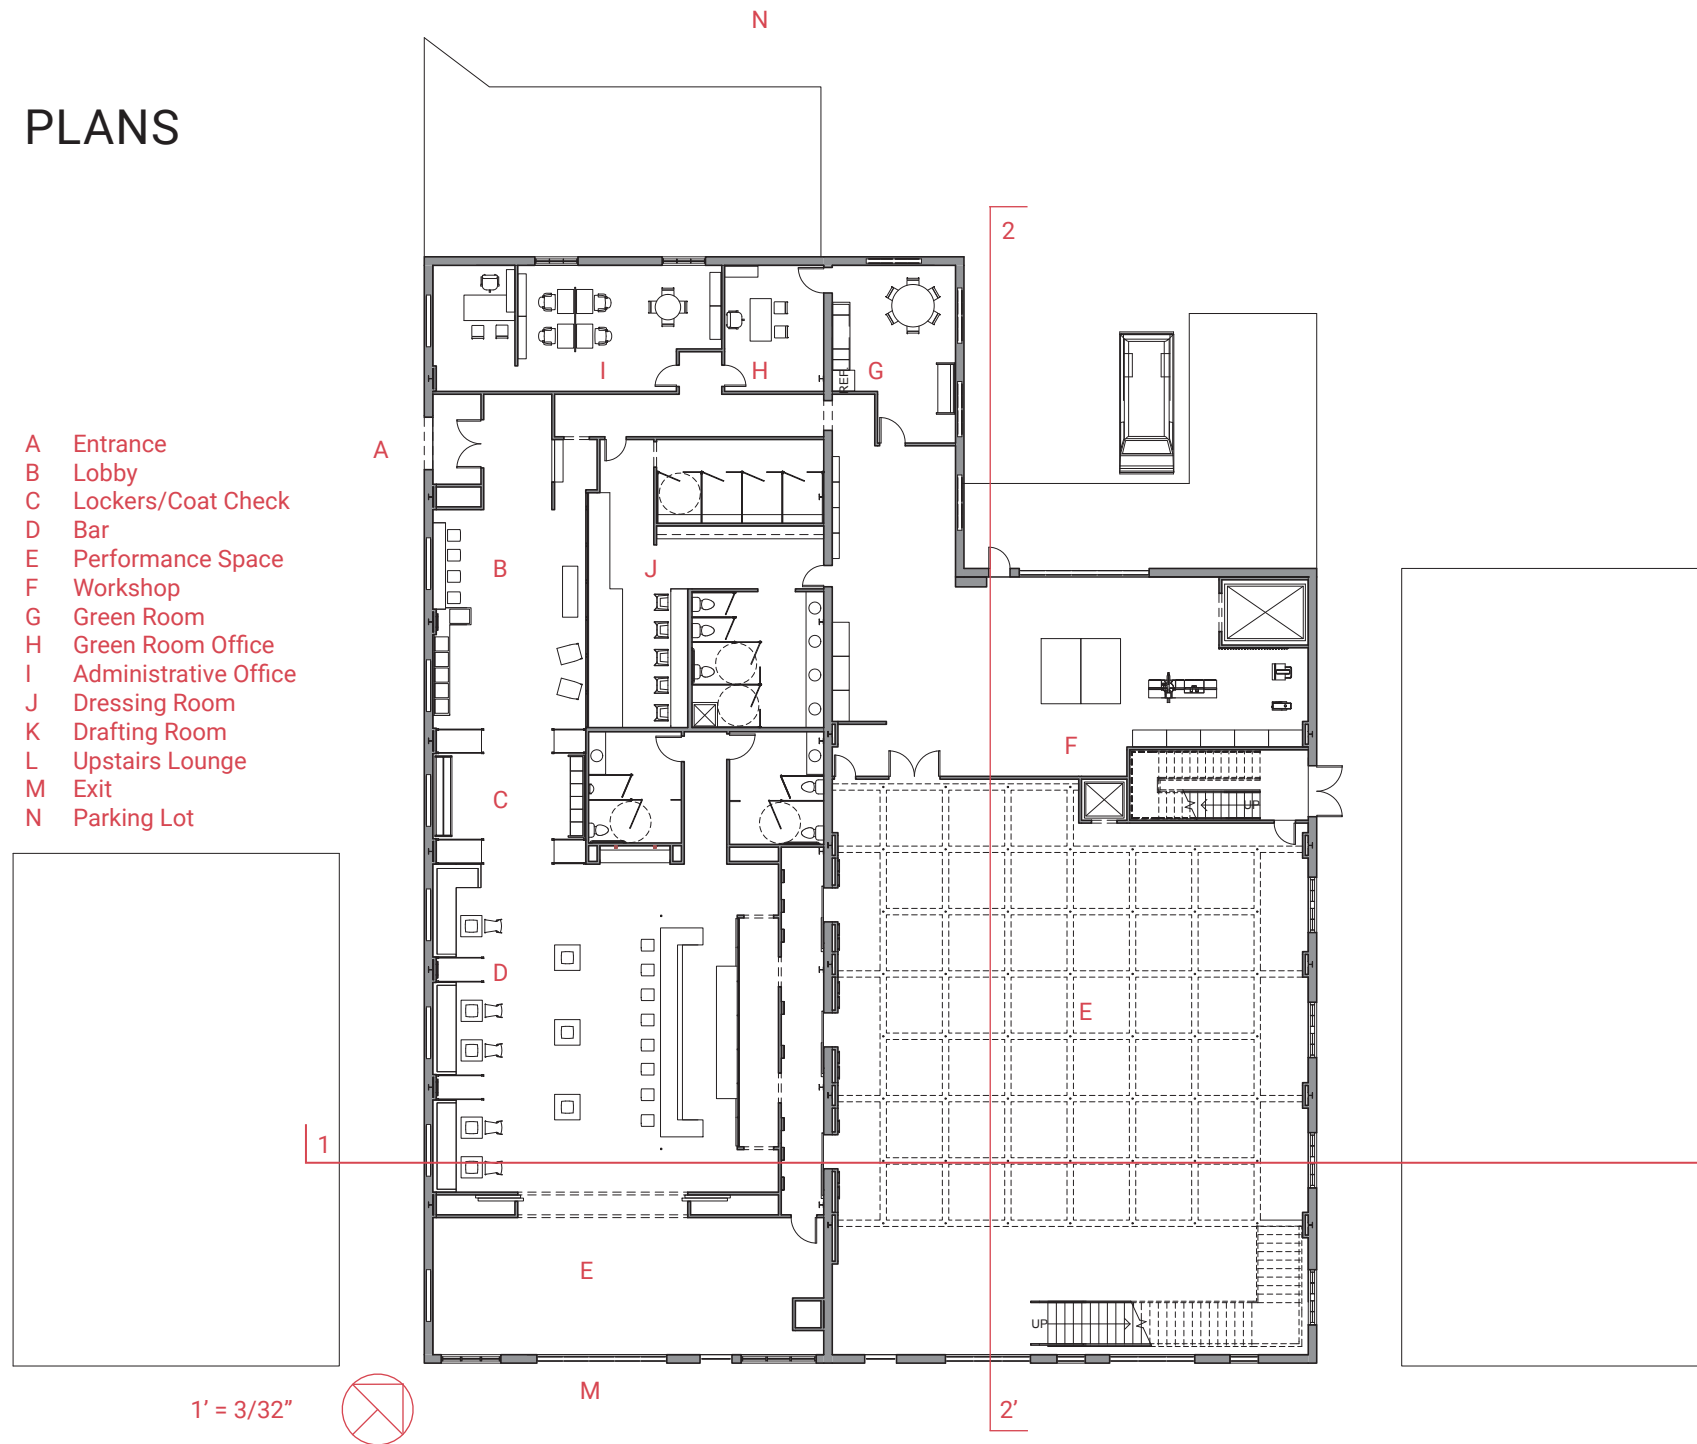 N
PLANS
2
I
H
G
REF.
A Entrance
B Lobby
C Lockers/Coat Check
D Bar
E Performance Space
F Workshop
G Green Room
H Green Room Office
I Administrative Office
J Dressing Room
K Drafting Room
L Upstairs Lounge
M Exit
N Parking Lot
A
B
J
F
C
UP
D
E
1
E
UP
M
1’ = 3/32”
2’